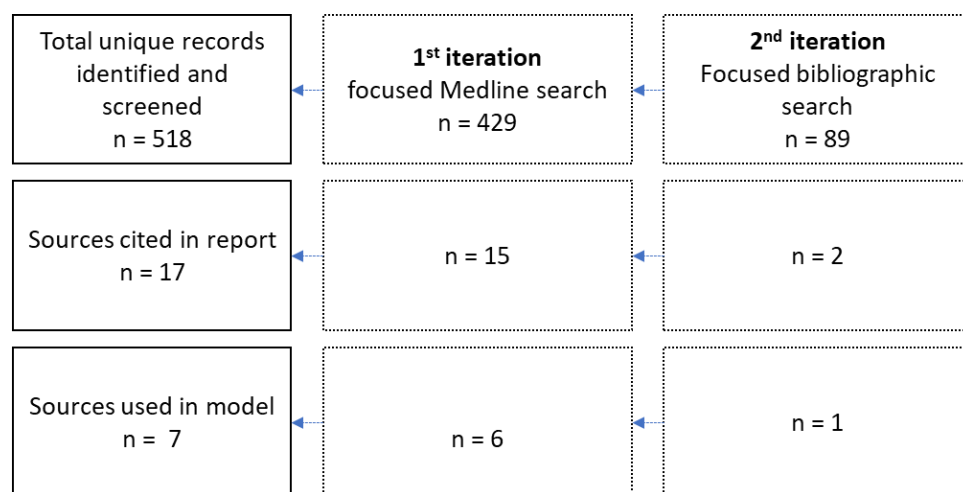 Total unique records
identified and
screened
n = 518
1st iteration
focused Medline search
n = 429
2nd iteration
Focused bibliographic
search
n = 89
Sources cited in report
n = 17
n = 15
n = 2
Sources used in model
n = 7
n = 6
n = 1